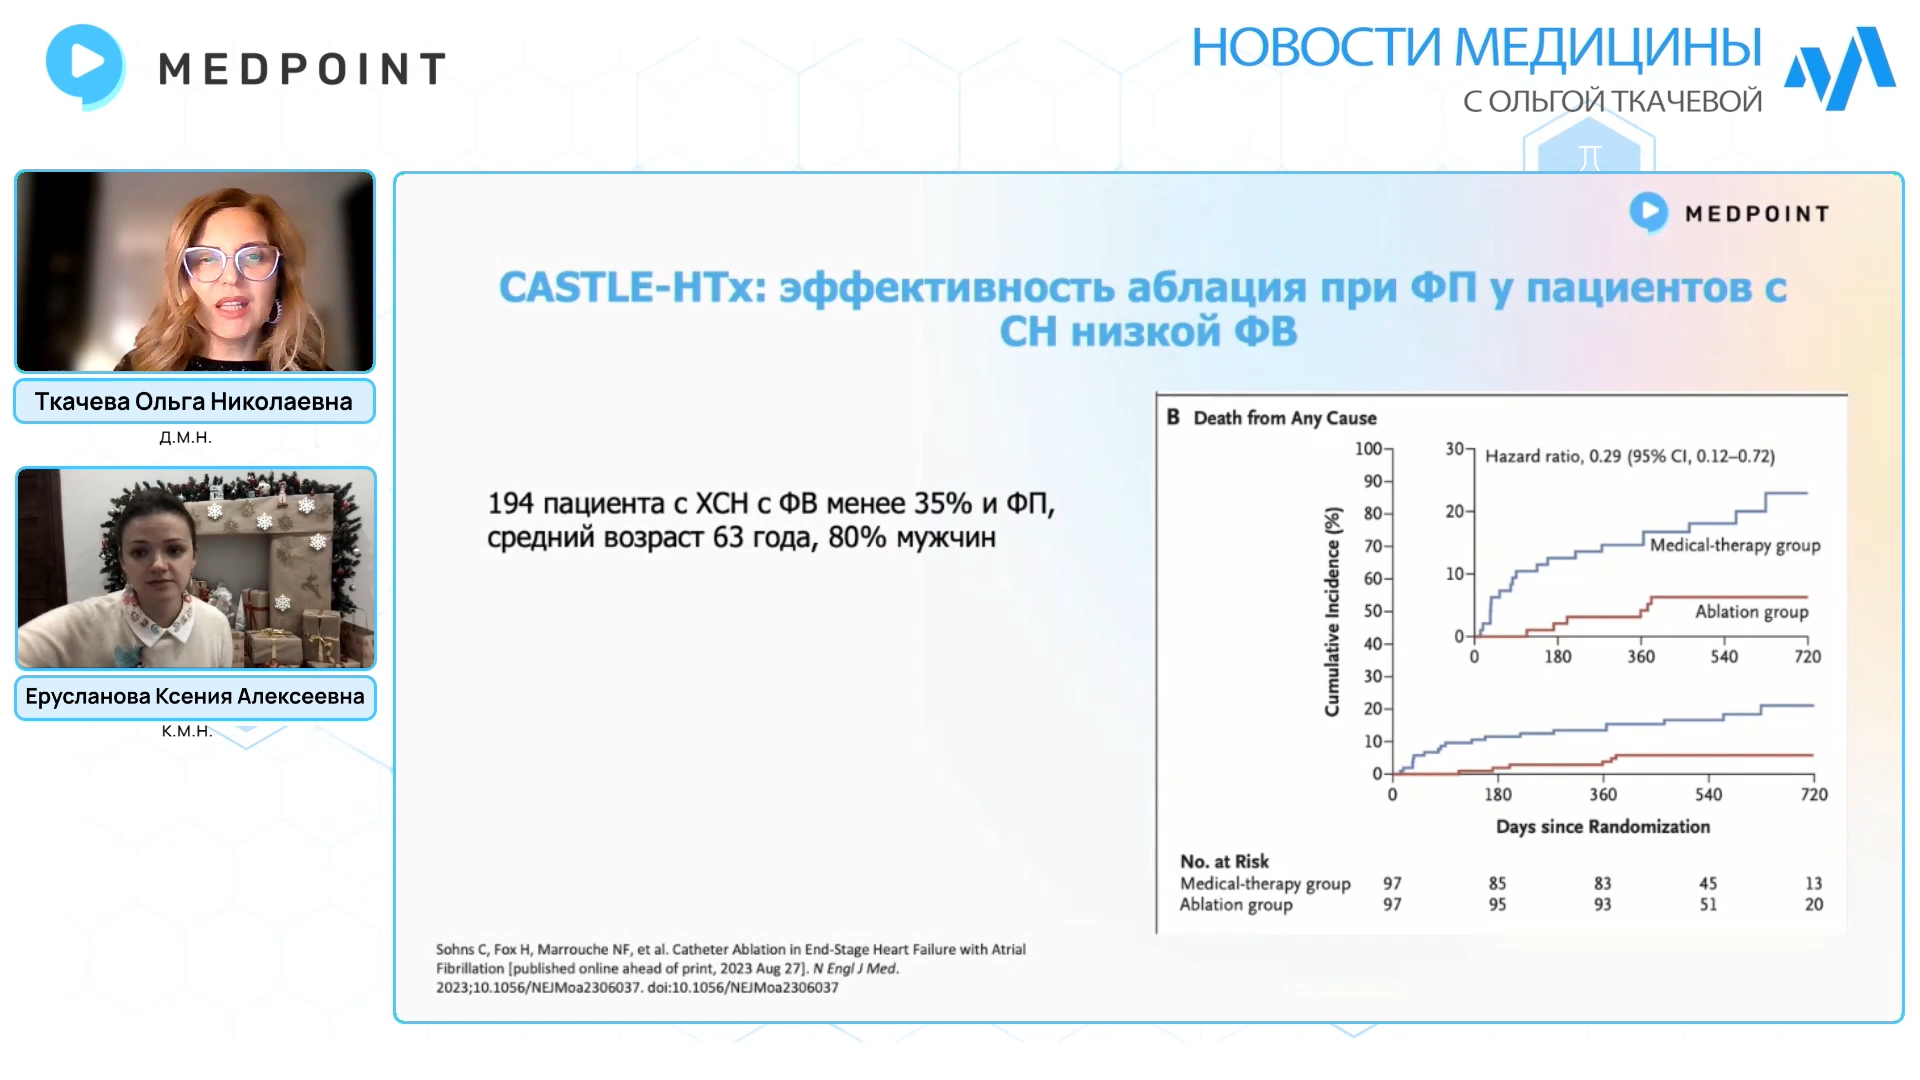 MEDPOINT
НОВОСТИ МЕДИЦИНЫ
С ОЛЬГОЙ ТКАЧЕВОЙ
Ткачева Ольга Николаевна
Д.М.Н.
Ерусланова Ксения Алексеевна
К.М.Н.
MEDPOINT
CASTLE-HTx: эффективность аблация при ФП у пациентов с
СН низкой ФВ
194 пациента с ХСН с ФВ менее 35% и ФП,
средний возраст 63 года, 80% мужчин
B Death from Any Cause
Cumulative Incidence (%)
100
90
80
70
60
50
40
30
20
10
0
30
20
10
0
Hazard ratio, 0.29 (95% CI, 0.12–0.72)
Medical-therapy group
Ablation group
0 180 360 540 720
0 180 360 540 720
Days since Randomization
No. at Risk
Medical-therapy group 97 85 83 45 13
Ablation group 97 95 93 51 20
Sohns C, Fox H, Marrouche NF, et al. Catheter Ablation in End-Stage Heart Failure with Atrial
Fibrillation [published online ahead of print, 2023 Aug 27]. N Engl J Med.
2023;10.1056/NEJMoa2306037. doi:10.1056/NEJMoa2306037